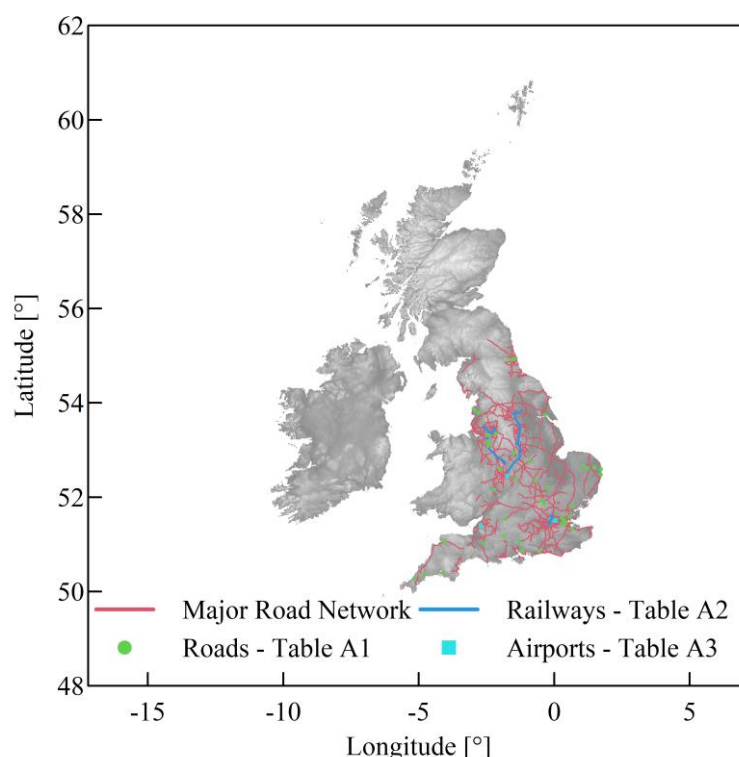 62
60
58
56
54
52
50
48
Latitude [°]
Major Road Network
Railways - Table A2
Roads - Table A1
Airports - Table A3
-15
-10
-5
0
5
Longitude [°]